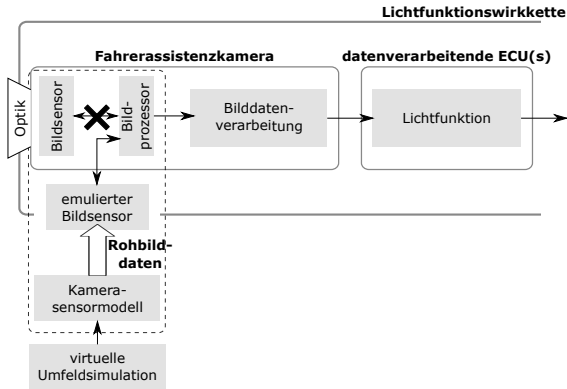 Lichtfunktionswirkkette
Fahrerassistenzkamera
datenverarbeitende ECU(s)
Optik
Bildsensor
Bild-
prozessor
Bilddaten-
verarbeitung
Lichtfunktion
emulierter
Bildsensor
Rohbild-
daten
Kamera-
sensormodell
virtuelle
Umfeldsimulation